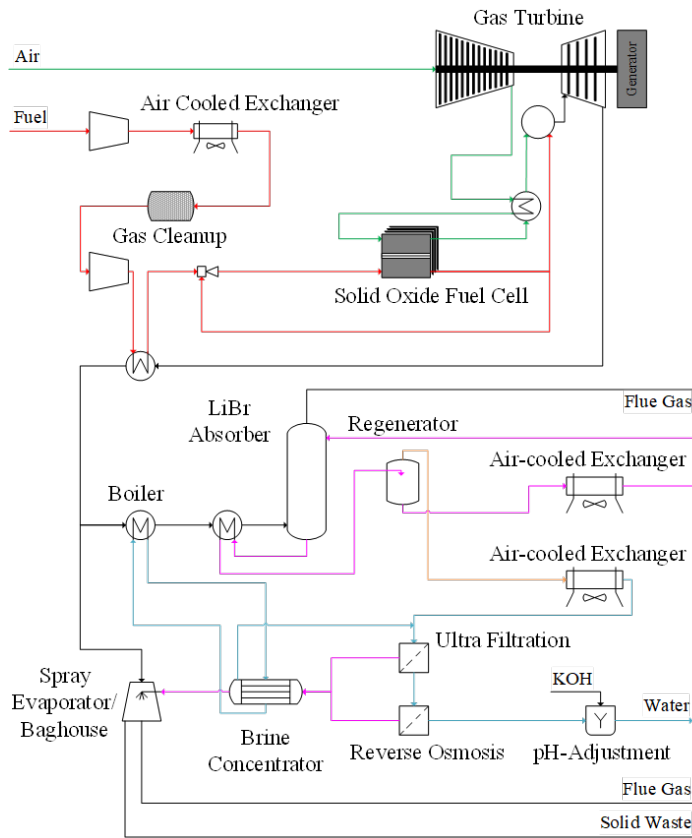 Gas Turbine
Air
Generator
Air Cooled Exchanger
Fuel
Gas Cleanup
Solid Oxide Fuel Cell
Flue Gas
LiBr
Absorber
Regenerator
Air-cooled Exchanger
Boiler
Air-cooled Exchanger
Ultra Filtration
Spray
Evaporator/
Baghouse
KOH
Water
Brine
Concentrator
Reverse Osmosis
pH-Adjustment
Flue Gas
Solid Waste